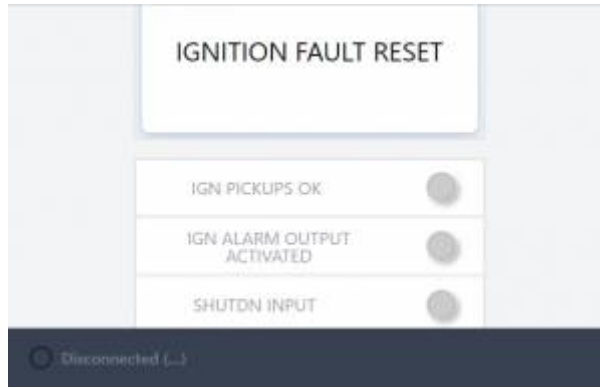 IGNITION FAULT RESET
IGN PICKUPS OK
IGN ALARM OUTPUT
ACTIVATED
SHUTDN INPUT
Disconnected (...)